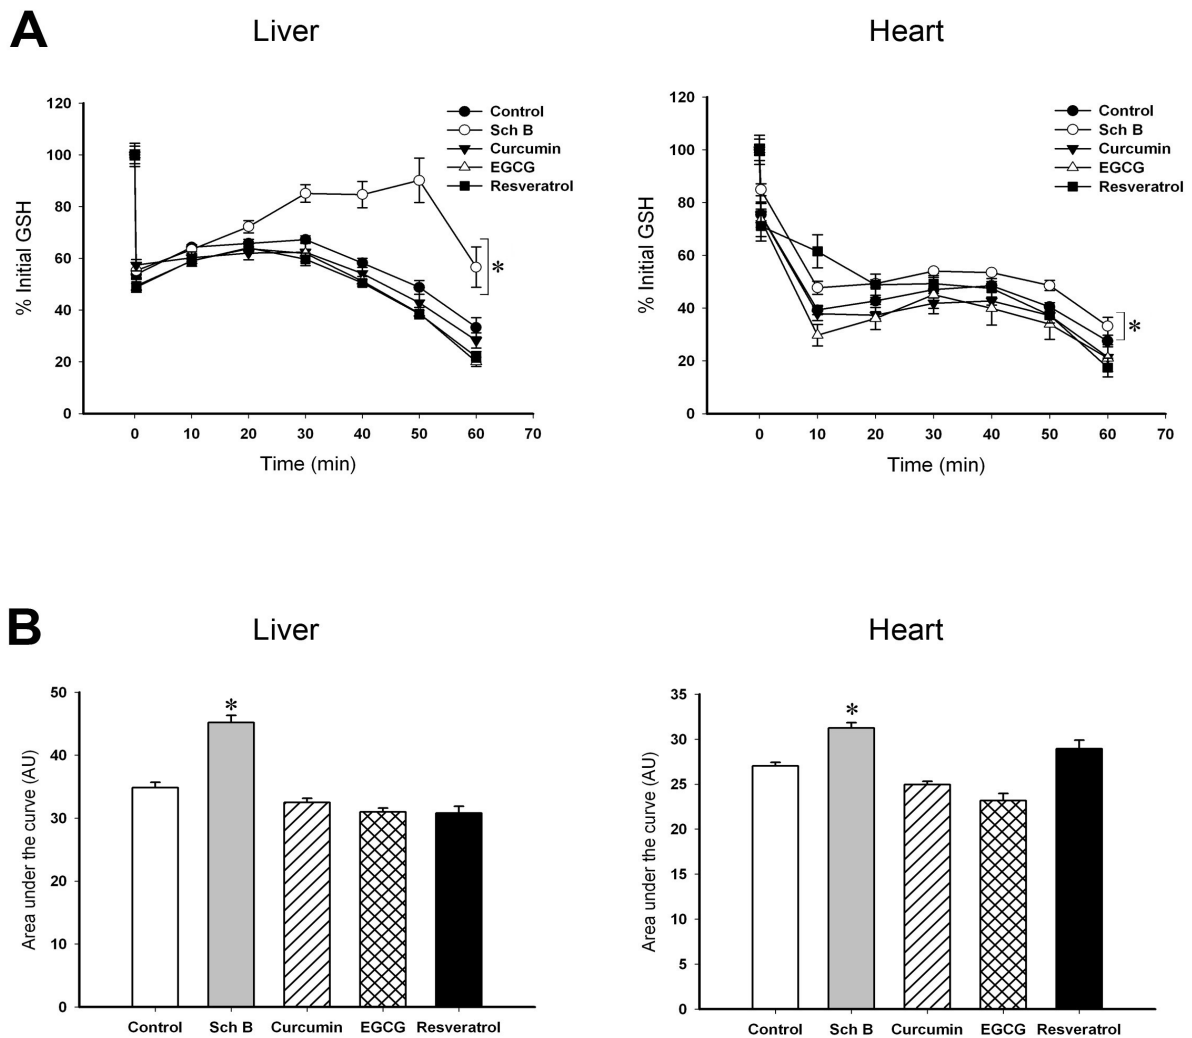 A
Liver
Heart
120
100
80
60
40
20
0
% Initial GSH
Control
Sch B
Curcumin
EGCG
Resveratrol
*
0 10 20 30 40 50 60 70
Time (min)
120
100
80
60
40
20
0
% Initial GSH
Control
Sch B
Curcumin
EGCG
Resveratrol
*
0 10 20 30 40 50 60 70
Time (min)
B
Liver
Heart
50
40
30
20
10
0
Area under the curve (AU)
*
Control Sch B Curcumin EGCG Resveratrol
35
30
25
20
15
10
5
0
Area under the curve (AU)
*
Control Sch B Curcumin EGCG Resveratrol